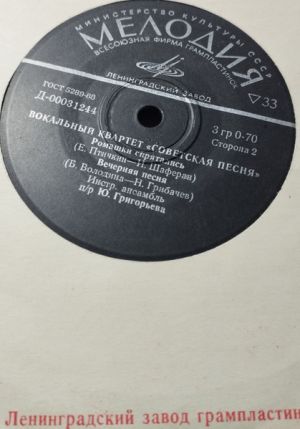 МИНИСТЕРСТВО КУЛЬТУРЫ СССР
МЕЛОДИЯ
ВСЕСОЮЗНАЯ ФИРМА ГРАМПЛАСТИНОК
ЛЕНИНГРАДСКИЙ ЗАВОД
33
ГОСТ 5289-68
Д-00031244
3 гр 0-70
Сторона 2
ВОКАЛЬНЫЙ КВАРТЕТ «СОВЕТСКАЯ ПЕСНЯ»
Ромашки спрятались
(Е. Птичкин—И. Шаферан)
Вечерняя песня
(Б. Володина—Н. Грибачев)
Инстр. ансамбль
п/р Ю. Григорьева
Ленинградский завод грампластин